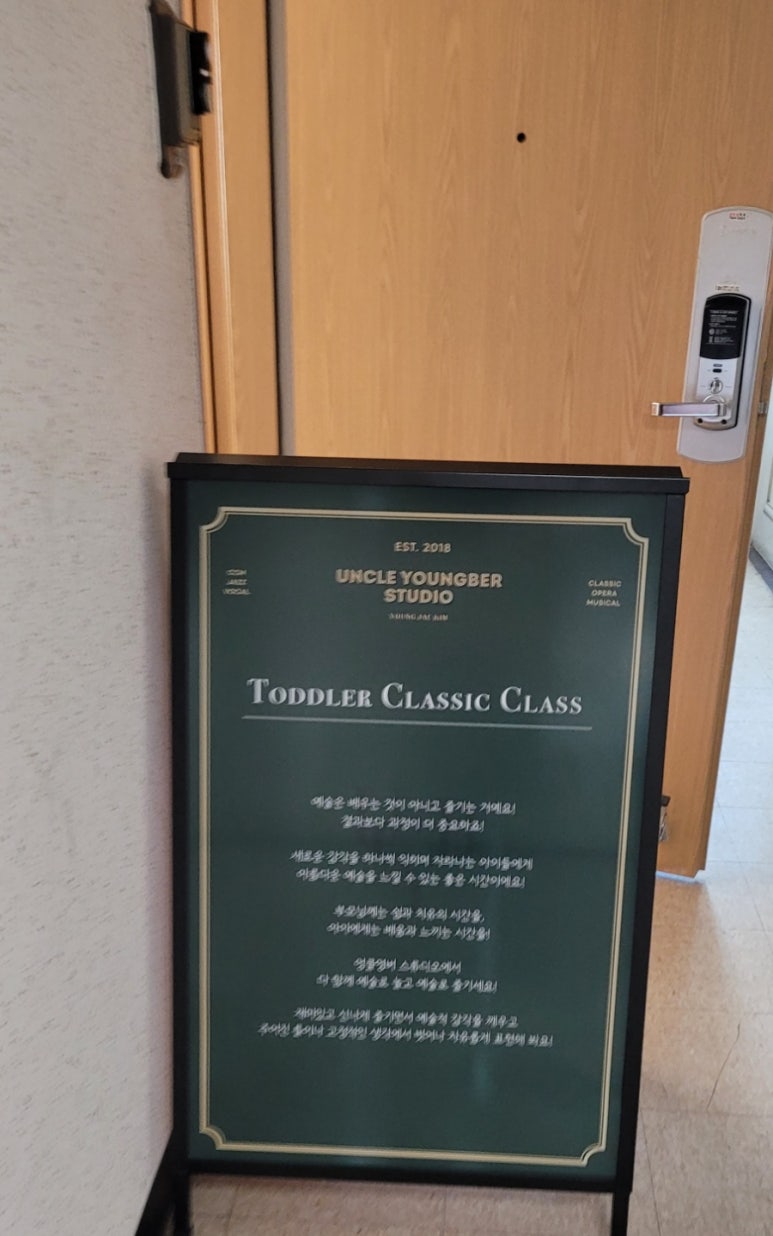 EST. 2018
UNCLE YOUNGBER
STUDIO
CLASSIC
OPERA
MUSICAL
TODDLER CLASSIC CLASS
예술은 배우는 것이 아니고 즐기는 거예요!
결과보다 과정이 더 중요하죠!
새로운 감각을 하나씩 익히며 자라나는 아이들에게
아름다운 예술을 느낄 수 있는 좋은 시간이에요!
부모님께는 쉼과 치유의 시간을,
아이에게는 배움과 느끼는 시간을!
엉클영버 스튜디오에서
다 함께 예술로 놀고 예술로 즐기세요!
재미있고 신나게 즐기면서 예술적 감각을 깨우고
주어진 틀이나 고정적인 생각에서 벗어나 자유롭게 표현해 봐요!